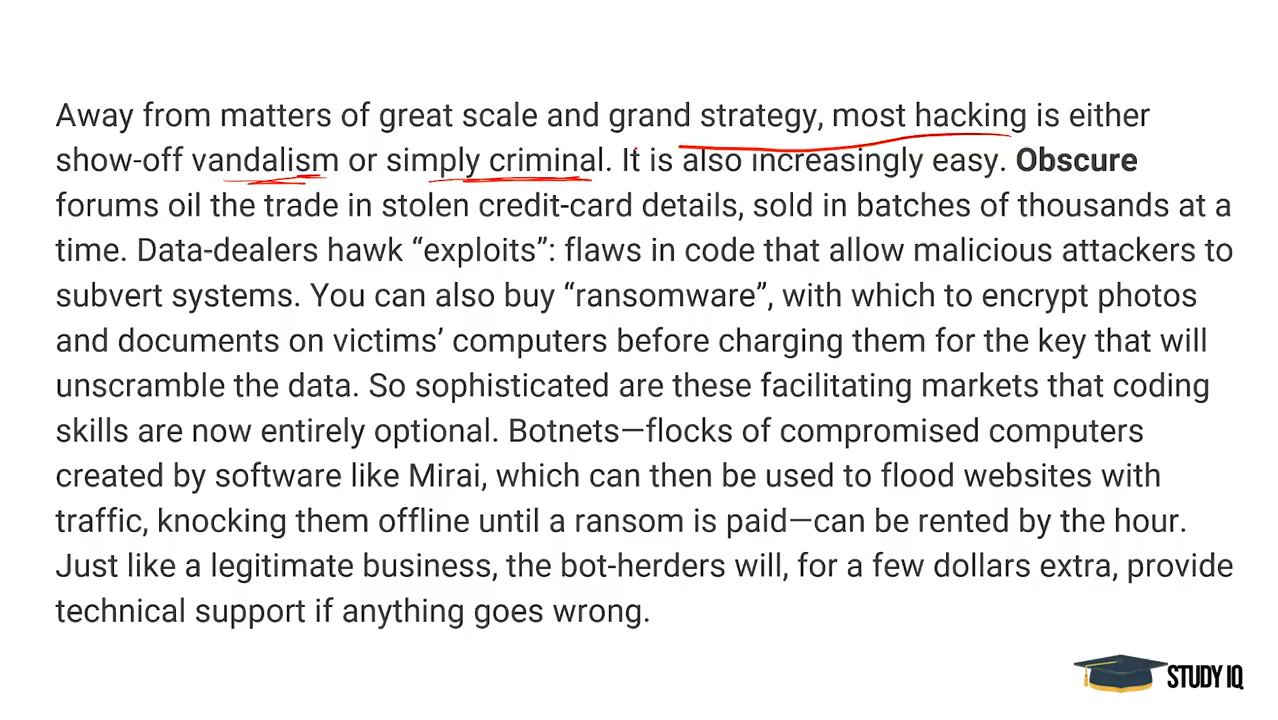 Away from matters of great scale and grand strategy, most hacking is either
show-off vandalism or simply criminal. It is also increasingly easy. Obscure
forums oil the trade in stolen credit-card details, sold in batches of thousands at a
time. Data-dealers hawk “exploits”: flaws in code that allow malicious attackers to
subvert systems. You can also buy “ransomware”, with which to encrypt photos
and documents on victims’ computers before charging them for the key that will
unscramble the data. So sophisticated are these facilitating markets that coding
skills are now entirely optional. Botnets—flocks of compromised computers
created by software like Mirai, which can then be used to flood websites with
traffic, knocking them offline until a ransom is paid—can be rented by the hour.
Just like a legitimate business, the bot-herders will, for a few dollars extra, provide
technical support if anything goes wrong.
STUDY IQ